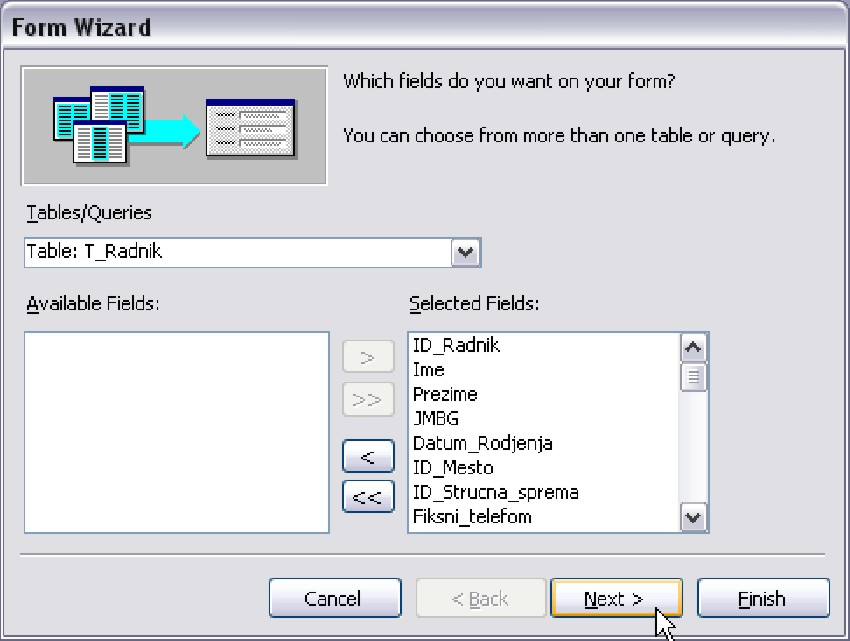 Form Wizard
Which fields do you want on your form?
You can choose from more than one table or query.
Tables/Queries
Table: T_Radnik
Available Fields:
Selected Fields:
ID_Radnik
Ime
Prezime
JMBG
Datum_Rodjenja
ID_Mesto
ID_Strucna_sprema
Fiksni_telefom
>
>>
<
<<
Cancel
< Back
Next >
Finish